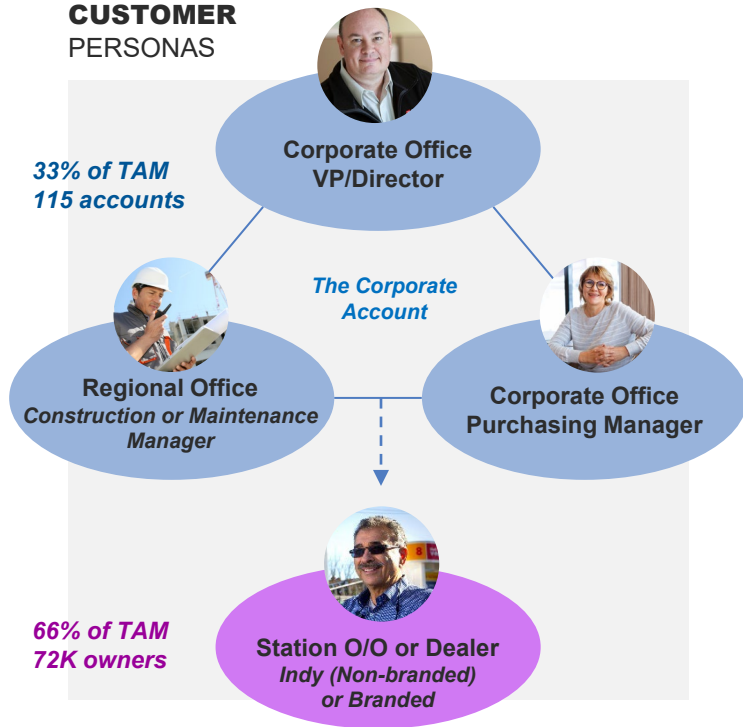 CUSTOMER
PERSONAS
Corporate Office
VP/Director
33% of TAM
115 accounts
The Corporate
Account
Regional Office
Construction or Maintenance
Manager
Corporate Office
Purchasing Manager
8
66% of TAM
72K owners
Station O/O or Dealer
Indy (Non-branded)
or Branded